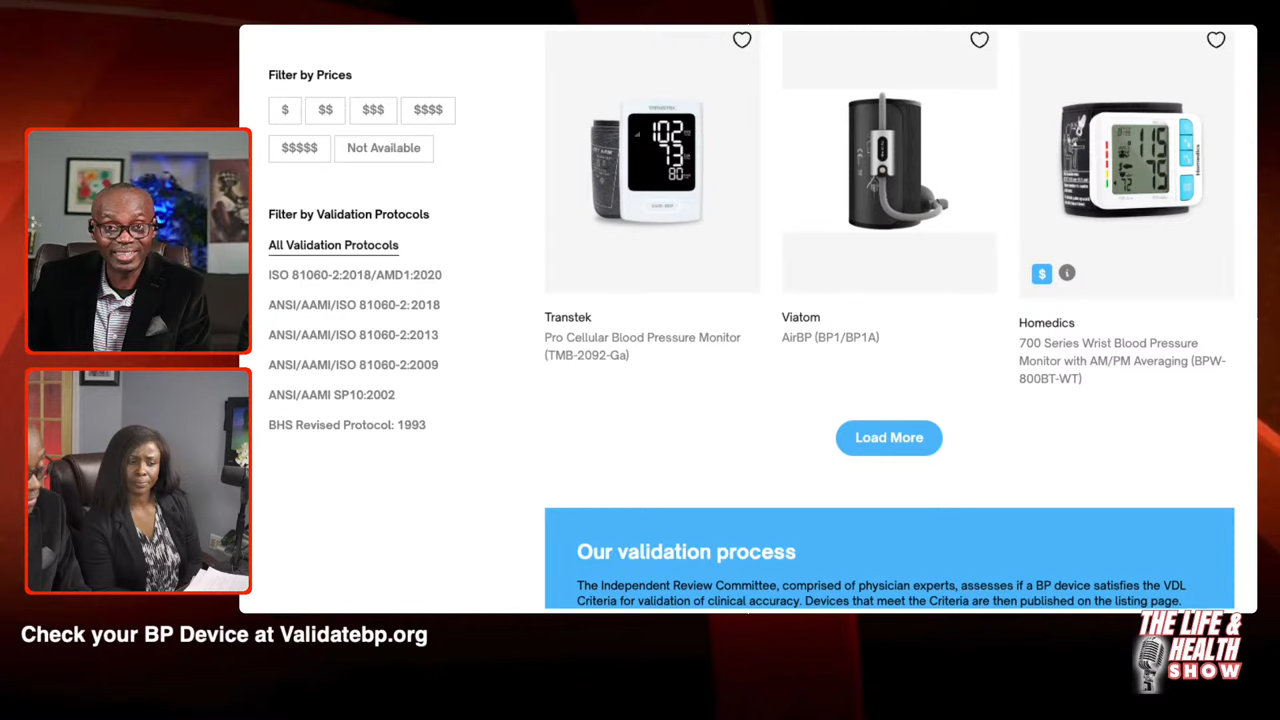 Filter by Prices
$ $$ $$$ $$$$
$$$$$ Not Available
Filter by Validation Protocols
All Validation Protocols
ISO 81060-2:2018/AMD1:2020
ANSI/AAMI/ISO 81060-2:2018
ANSI/AAMI/ISO 81060-2:2013
ANSI/AAMI/ISO 81060-2:2009
ANSI/AAMI SP10:2002
BHS Revised Protocol: 1993
TRANSTEK
102
73
80
Transtek
Pro Cellular Blood Pressure Monitor
(TMB-2092-Ga)
Viatom
AirBP (BP1/BP1A)
115
75
72
Homedics
$ i
Homedics
700 Series Wrist Blood Pressure
Monitor with AM/PM Averaging (BPW-
800BT-WT)
Load More
Our validation process
The Independent Review Committee, comprised of physician experts, assesses if a BP device satisfies the VDL
Criteria for validation of clinical accuracy. Devices that meet the Criteria are then published on the listing page.
Check your BP Device at Validatebp.org
THE LIFE &
HEALTH
SHOW